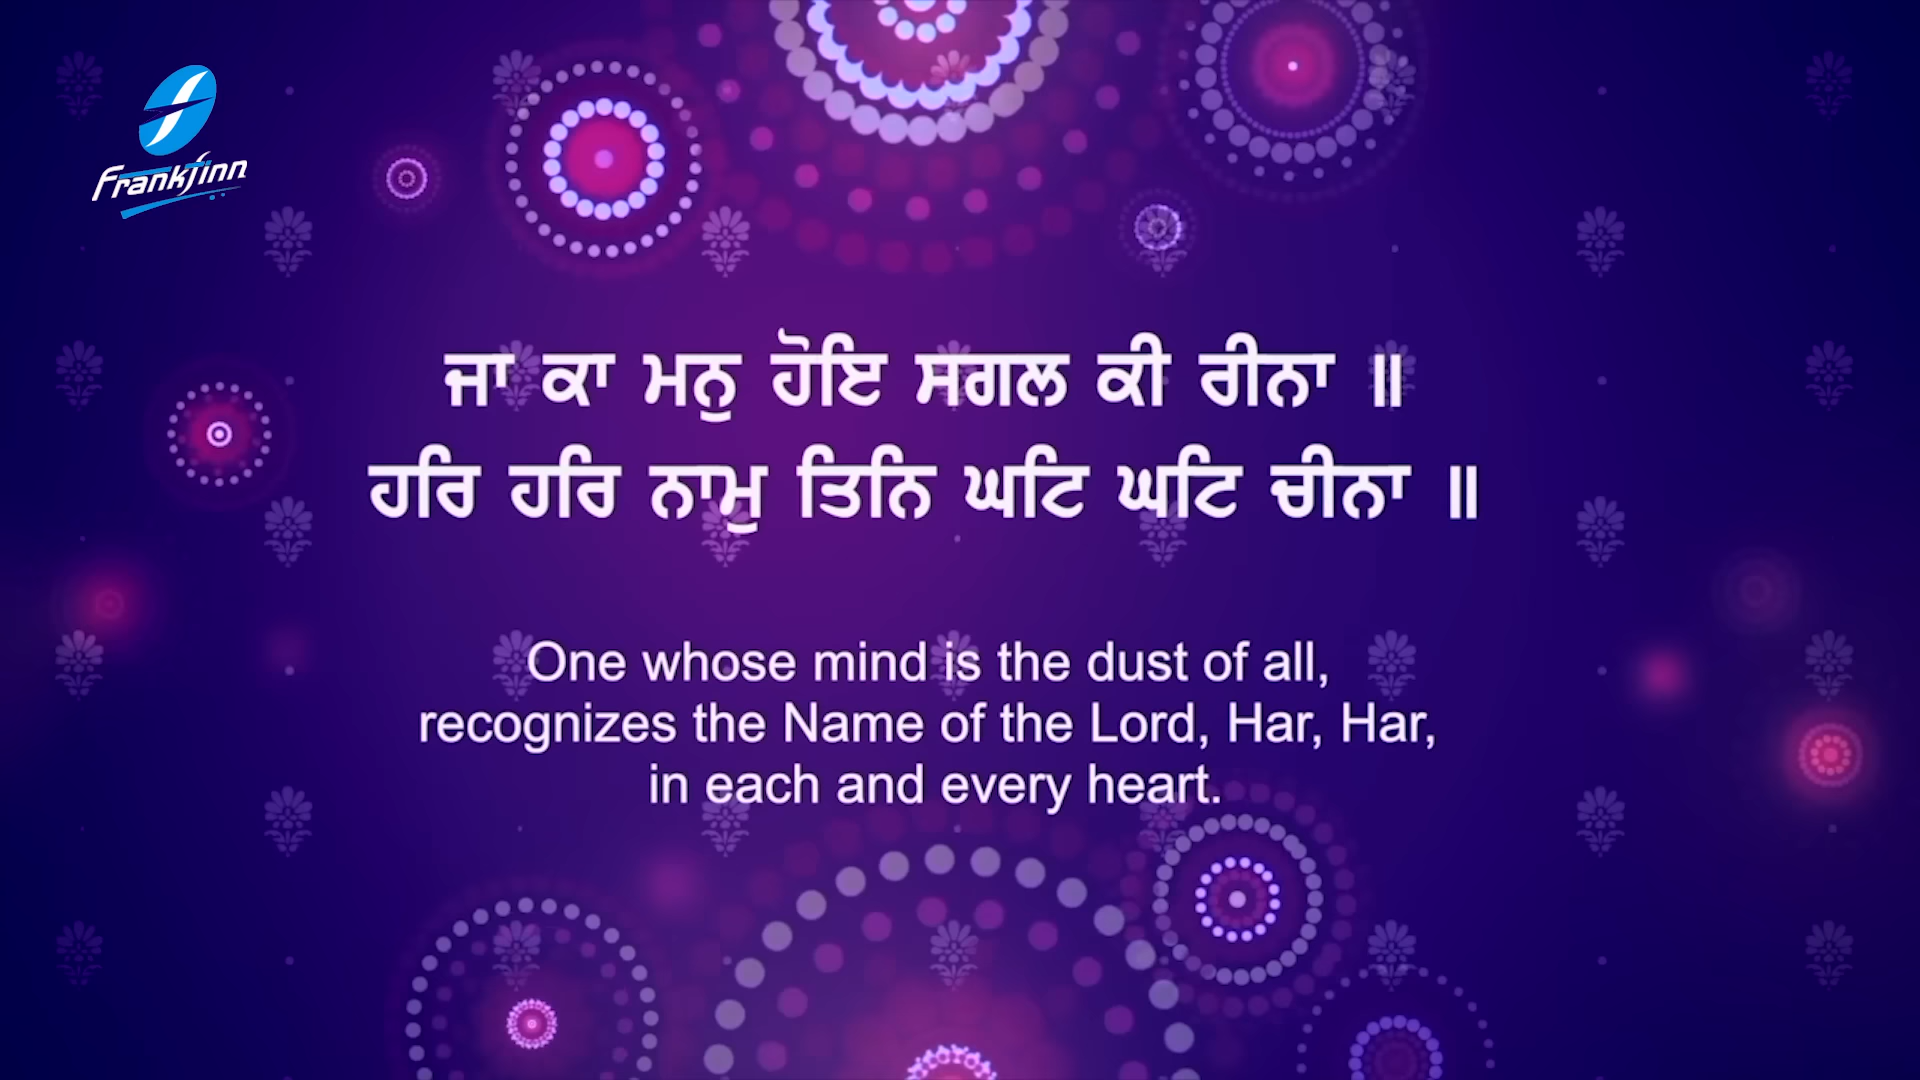 Frankfinn
ਜਾ ਕਾ ਮਨੁ ਹੋਇ ਸਗਲ ਕੀ ਰੀਨਾ ॥
ਹਰਿ ਹਰਿ ਨਾਮੁ ਤਿਨਿ ਘਟਿ ਘਟਿ ਚੀਨਾ ॥
One whose mind is the dust of all,
recognizes the Name of the Lord, Har, Har,
in each and every heart.